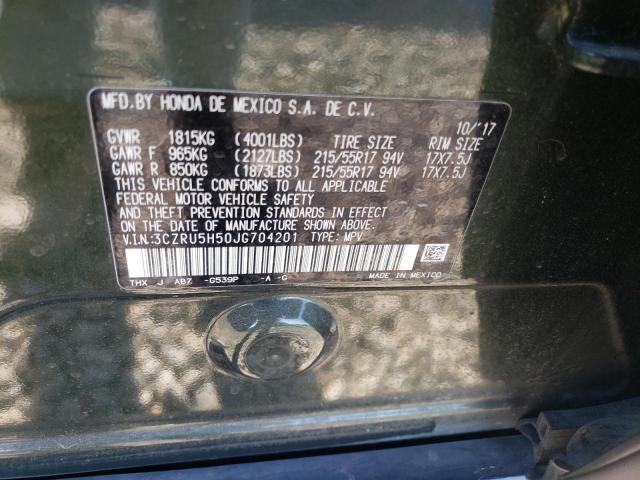 MFD.BY HONDA DE MEXICO S.A. DE C.V.
10/'17
GVWR 1815KG (4001LBS) TIRE SIZE RIM SIZE
GAWR F 965KG (2127LBS) 215/55R17 94V 17X7.5J
GAWR R 850KG (1873LBS) 215/55R17 94V 17X7.5J
THIS VEHICLE CONFORMS TO ALL APPLICABLE
FEDERAL MOTOR VEHICLE SAFETY
AND THEFT PREVENTION STANDARDS IN EFFECT
ON THE DATE OF MANUFACTURE SHOWN ABOVE.
V.I.N:3CZRU5H50JG704201 TYPE: MPV
THX J AB7 -G539P -A -C MADE IN MEXICO